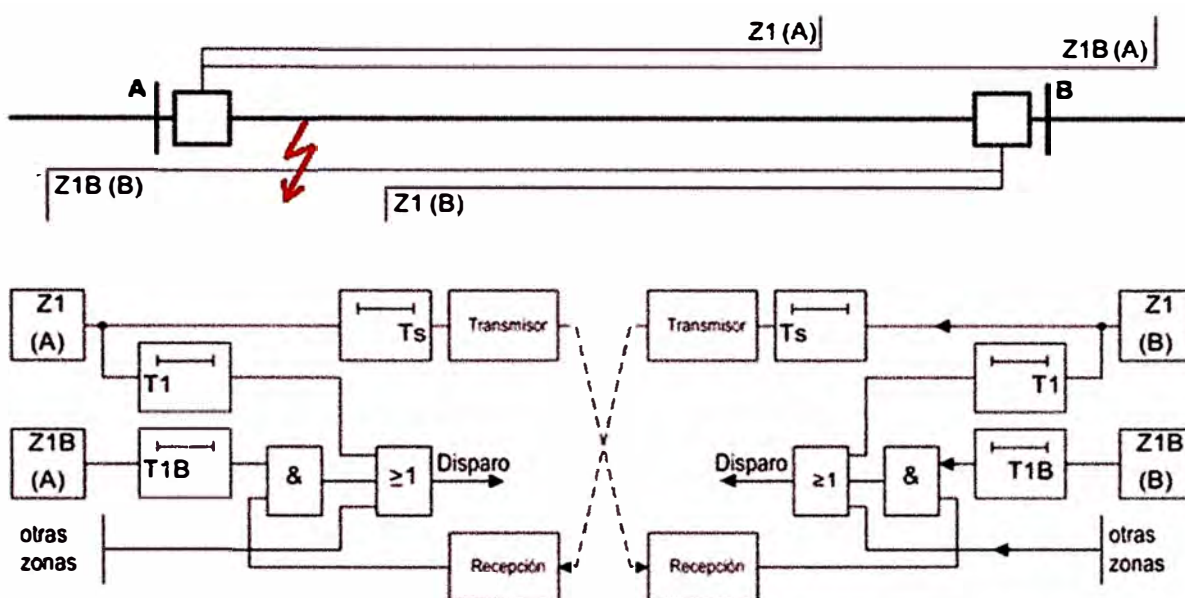 Z1 (A)
Z1B (A)
A
B
Z1B (B)
Z1 (B)
Z1
(A)
Ts
Transmisor
Transmisor
Ts
Z1
(B)
T1
T1
Z1B
(A)
T1B
&
≥1
Disparo
Disparo
≥1
&
T1B
Z1B
(B)
otras
zonas
Recepción
Recepción
otras
zonas